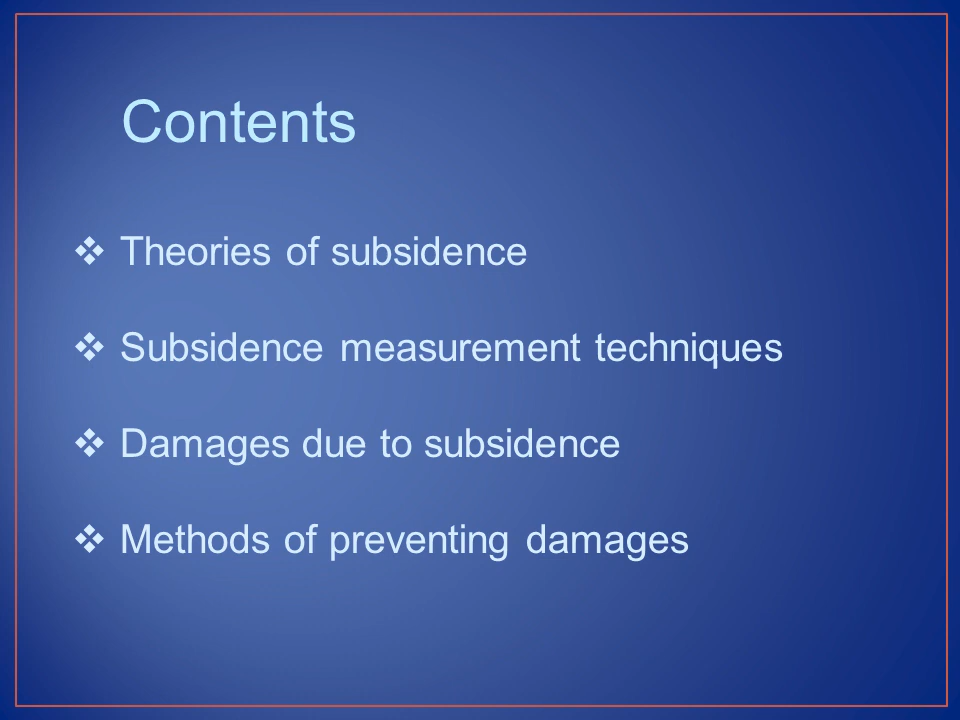 Contents
❖ Theories of subsidence
❖ Subsidence measurement techniques
❖ Damages due to subsidence
❖ Methods of preventing damages